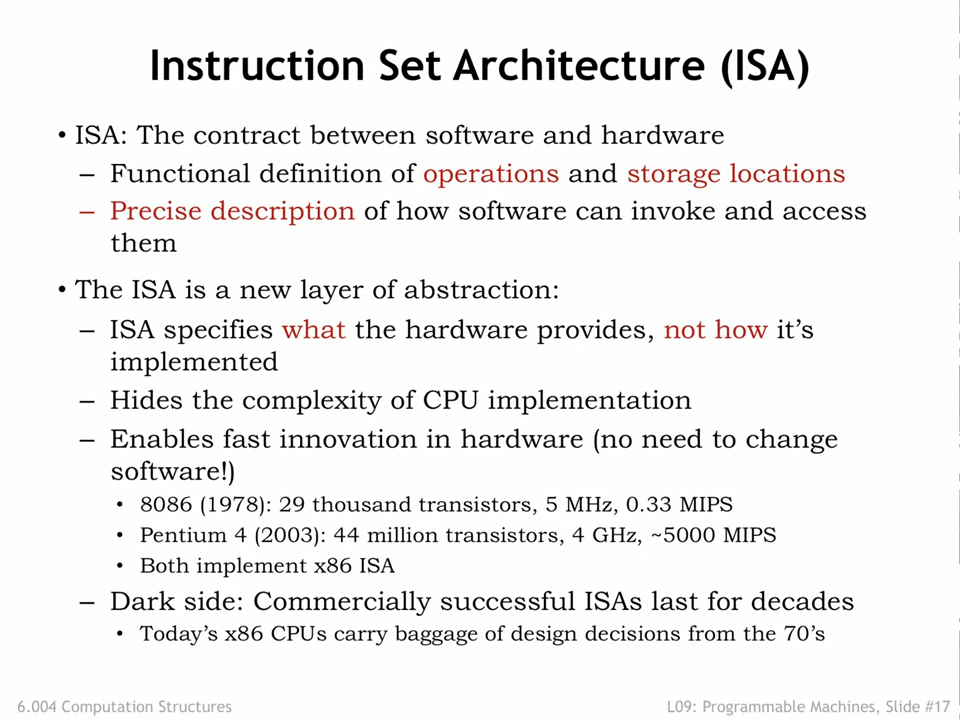 Instruction Set Architecture (ISA)
• ISA: The contract between software and hardware
– Functional definition of operations and storage locations
– Precise description of how software can invoke and access
them
• The ISA is a new layer of abstraction:
– ISA specifies what the hardware provides, not how it's
implemented
– Hides the complexity of CPU implementation
– Enables fast innovation in hardware (no need to change
software!)
• 8086 (1978): 29 thousand transistors, 5 MHz, 0.33 MIPS
• Pentium 4 (2003): 44 million transistors, 4 GHz, ~5000 MIPS
• Both implement x86 ISA
– Dark side: Commercially successful ISAs last for decades
• Today's x86 CPUs carry baggage of design decisions from the 70's
6.004 Computation Structures
L09: Programmable Machines, Slide #17